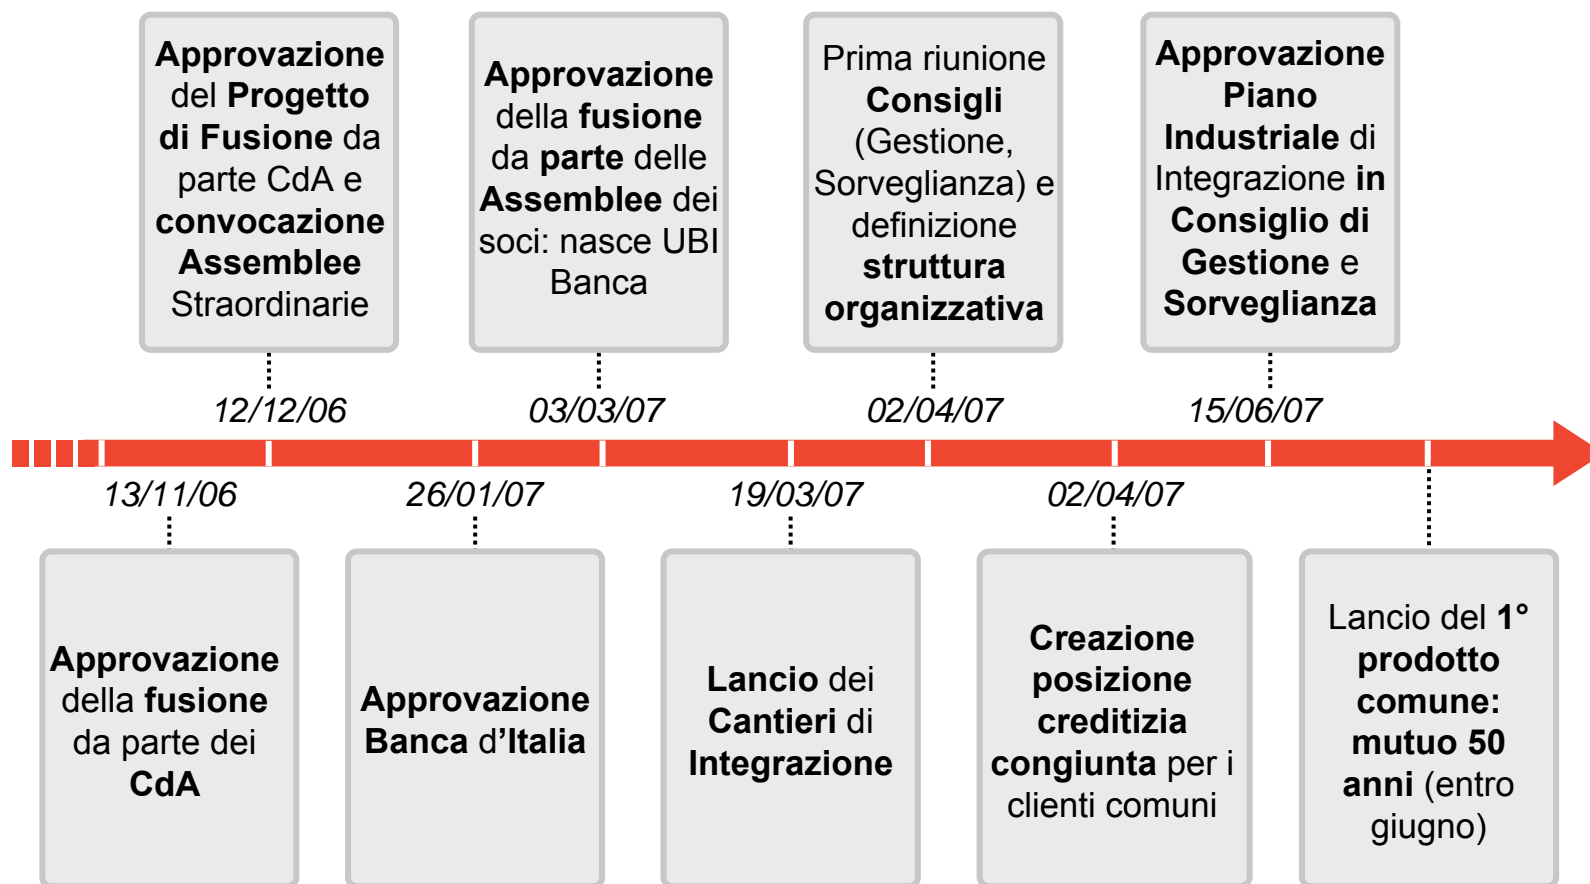 Approvazione
del Progetto
di Fusione da
parte CdA e
convocazione
Assemblee
Straordinarie
Approvazione
della fusione
da parte delle
Assemblee dei
soci: nasce UBI
Banca
Prima riunione
Consigli
(Gestione,
Sorveglianza) e
definizione
struttura
organizzativa
Approvazione
Piano
Industriale di
Integrazione in
Consiglio di
Gestione e
Sorveglianza
12/12/06
03/03/07
02/04/07
15/06/07
13/11/06
26/01/07
19/03/07
02/04/07
Approvazione
della fusione
da parte dei
CdA
Approvazione
Banca d'Italia
Lancio dei
Cantieri di
Integrazione
Creazione
posizione
creditizia
congiunta per i
clienti comuni
Lancio del 1°
prodotto
comune:
mutuo 50
anni (entro
giugno)